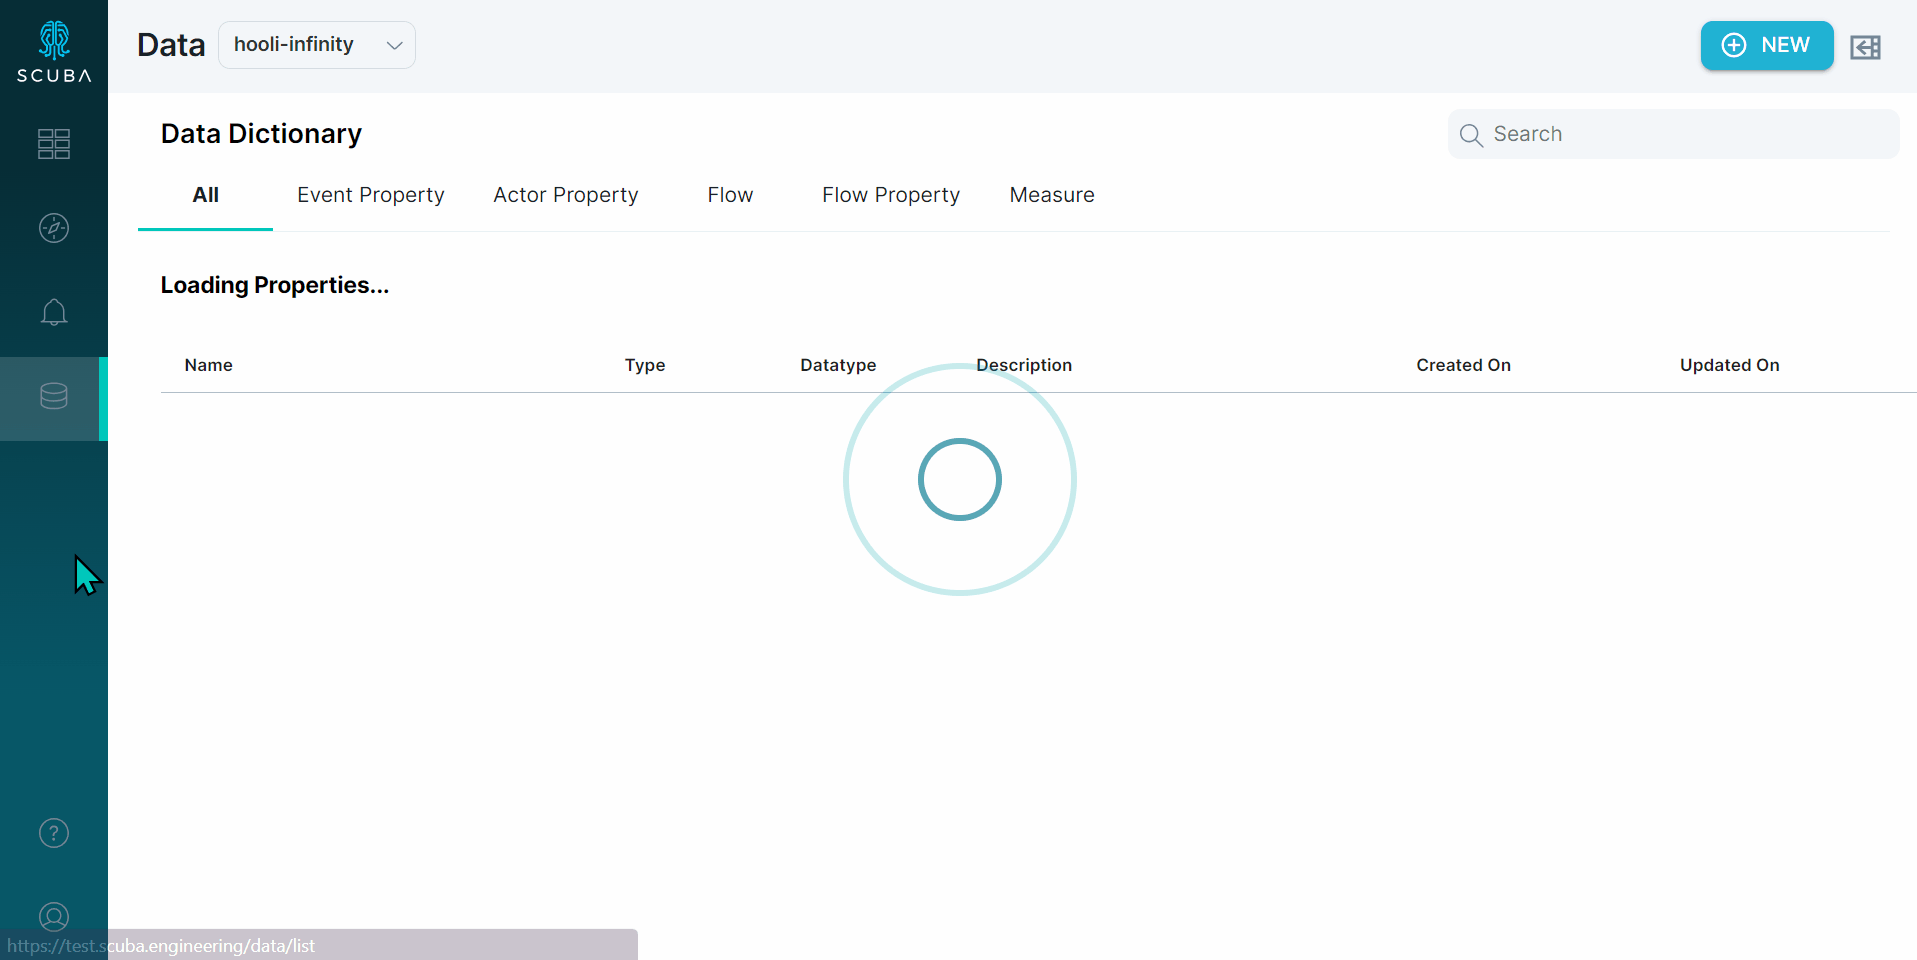 SCUBA
Data
hooli-infinity
NEW
Data Dictionary
Search
All
Event Property
Actor Property
Flow
Flow Property
Measure
Loading Properties...
Name
Type
Datatype
Description
Created On
Updated On
?
https://test.scuba.engineering/data/list